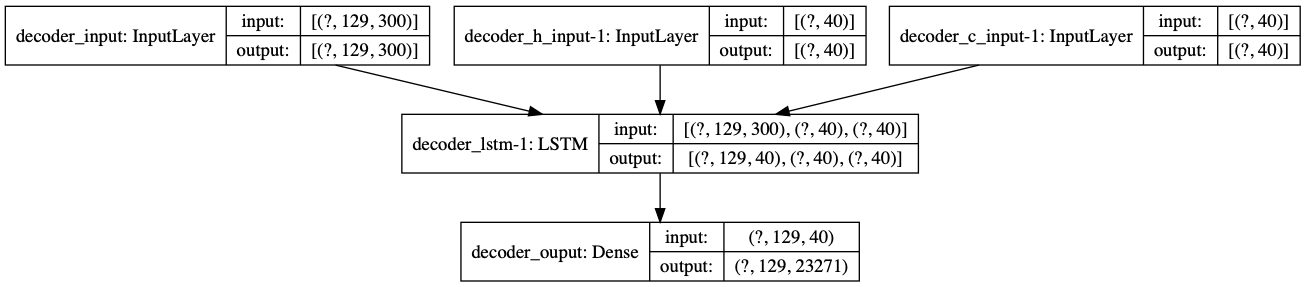 decoder_input: InputLayer
input: [(?, 129, 300)]
output: [(?, 129, 300)]
decoder_h_input-1: InputLayer
input: [(?, 40)]
output: [(?, 40)]
decoder_c_input-1: InputLayer
input: [(?, 40)]
output: [(?, 40)]
decoder_lstm-1: LSTM
input: [(?, 129, 300), (?, 40), (?, 40)]
output: [(?, 129, 40), (?, 40), (?, 40)]
decoder_ouput: Dense
input: (?, 129, 40)
output: (?, 129, 23271)